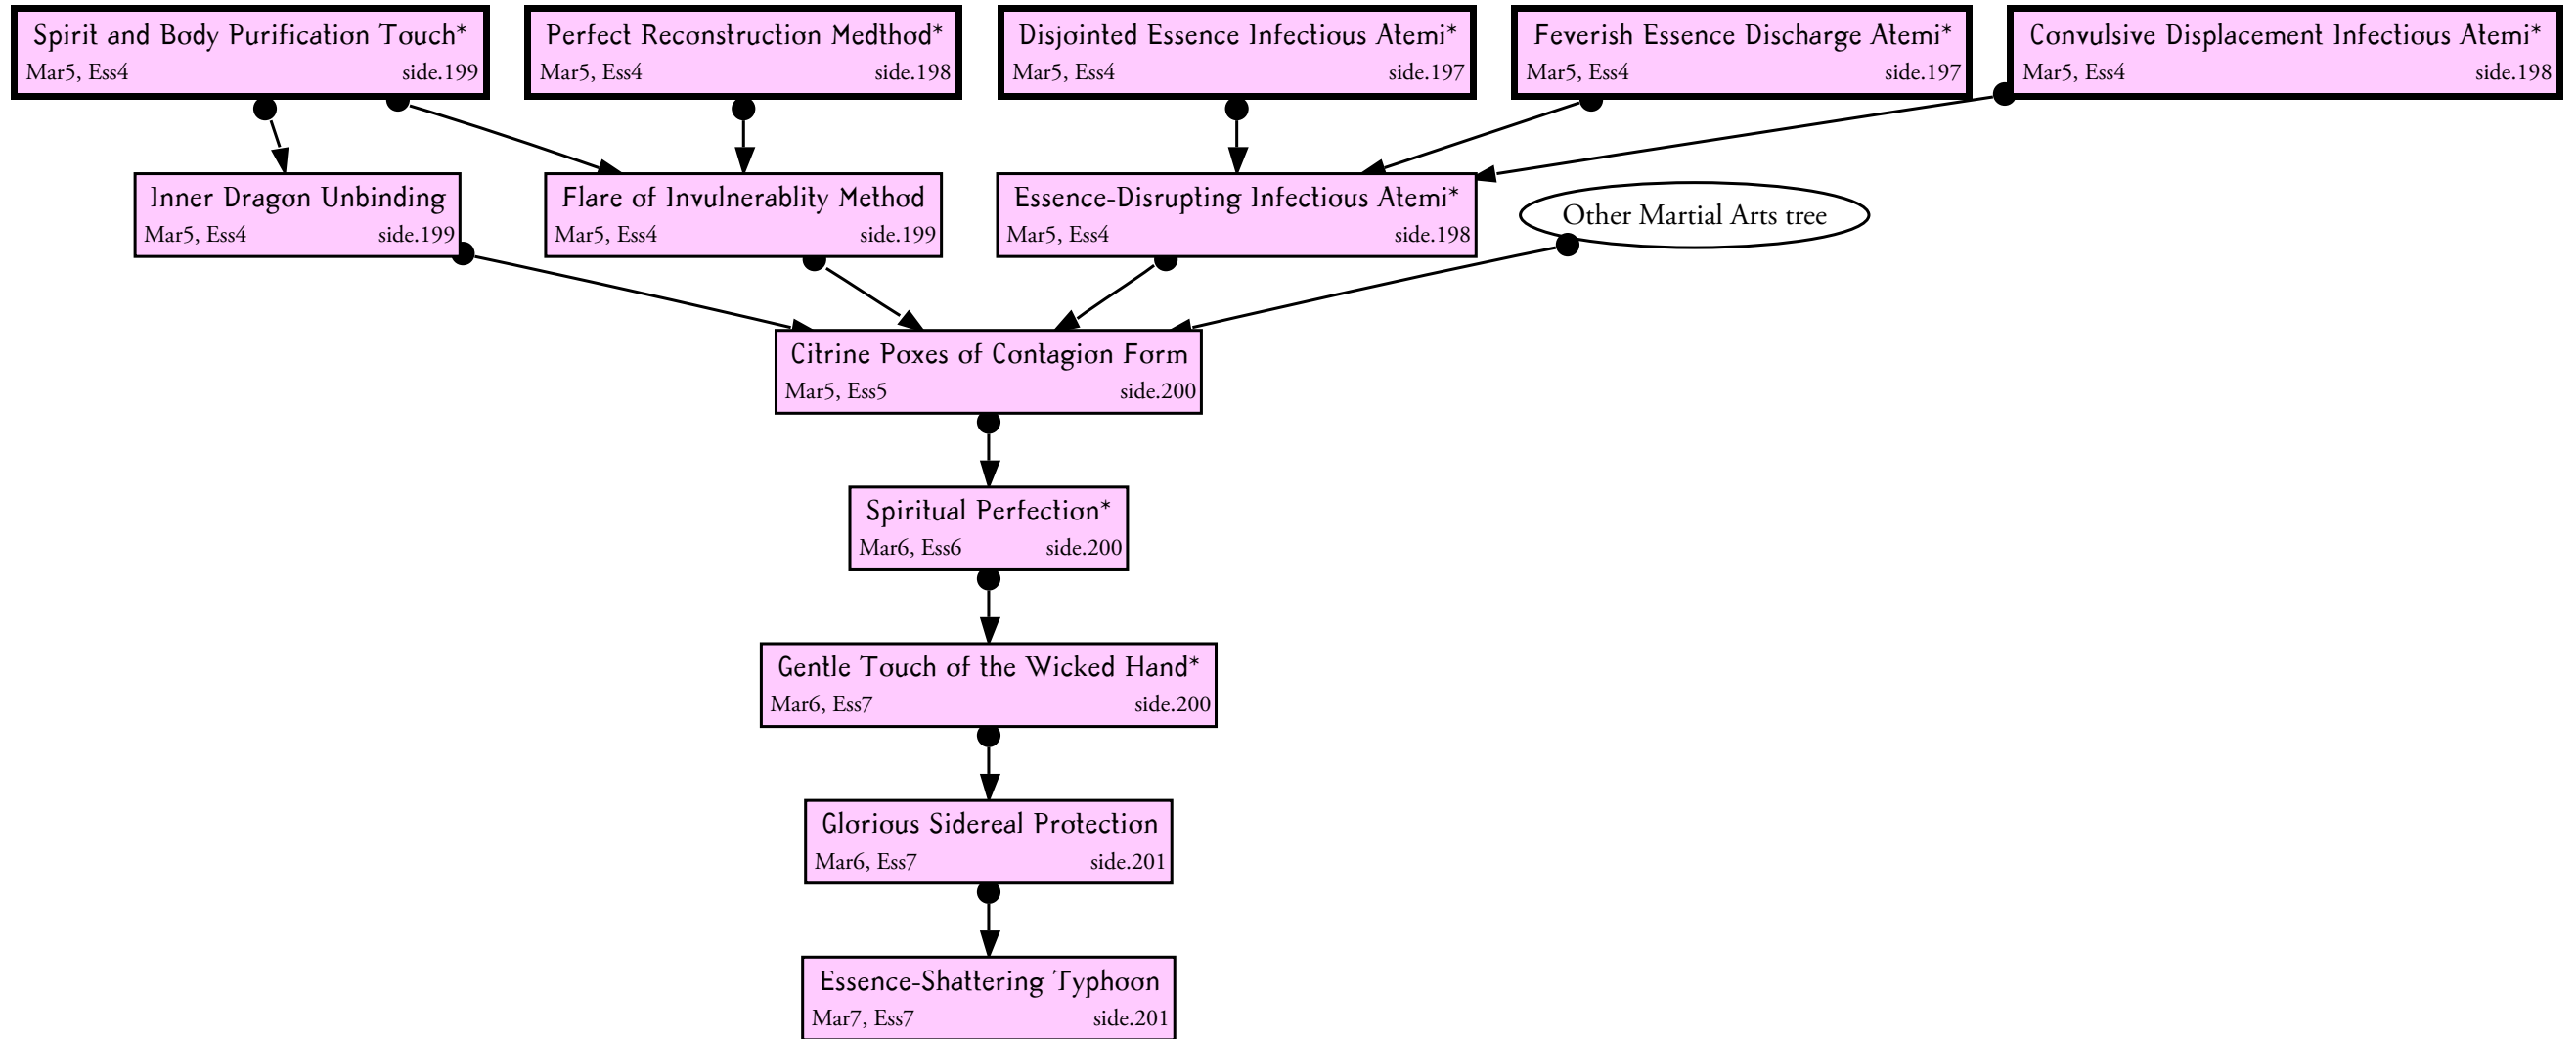 Spirit and Body Purification Touch*
Mar5, Ess4 side.199
Perfect Reconstruction Medthod*
Mar5, Ess4 side.198
Disjointed Essence Infectious Atemi*
Mar5, Ess4 side.197
Feverish Essence Discharge Atemi*
Mar5, Ess4 side.197
Convulsive Displacement Infectious Atemi*
Mar5, Ess4 side.198
Inner Dragon Unbinding
Mar5, Ess4 side.199
Flare of Invulnerablity Method
Mar5, Ess4 side.199
Essence-Disrupting Infectious Atemi*
Mar5, Ess4 side.198
Other Martial Arts tree
Citrine Poxes of Contagion Form
Mar5, Ess5 side.200
Spiritual Perfection*
Mar6, Ess6 side.200
Gentle Touch of the Wicked Hand*
Mar6, Ess7 side.200
Glorious Sidereal Protection
Mar6, Ess7 side.201
Essence-Shattering Typhoon
Mar7, Ess7 side.201